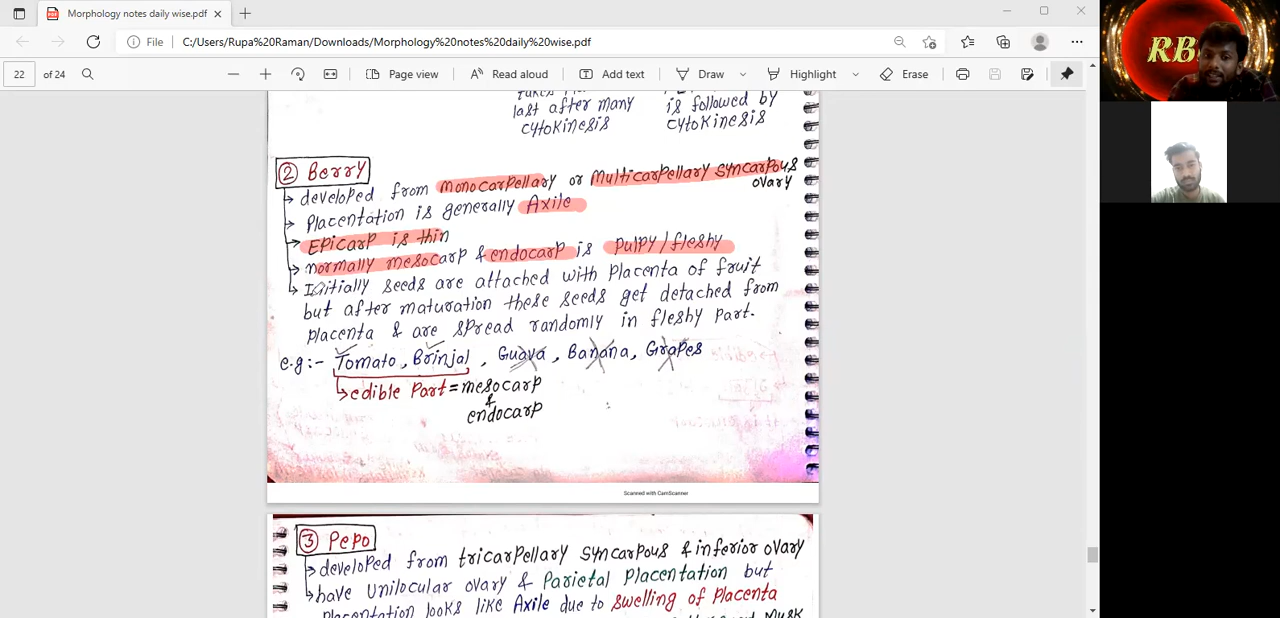 Morphology notes daily wise.pdf
File C:/Users/Rupa%20Raman/Downloads/Morphology%20notes%20daily%20wise.pdf
22 of 24 Page view Read aloud Add text Draw Highlight Erase
last after many is followed by
cytokinesis cytokinesis
② Berry
developed from monocarpellary or Multicarpellary syncarpous
ovary
Placentation is generally Axile
Epicarp is thin
normally mesocarp & endocarp is pulpy/fleshy
Initially seeds are attached with placenta of fruit
but after maturation these seeds get detached from
placenta & are spread randomly in fleshy part.
e.g:- Tomato, Brinjal, Guava, Banana, Grapes
edible part = mesocarp
&
endocarp
Scanned with CamScanner
③ Pepo
developed from tricarpellary syncarpous & inferior ovary
have Unilocular ovary & Parietal placentation but
placentation looks like Axile due to swelling of placenta
Musk
RB